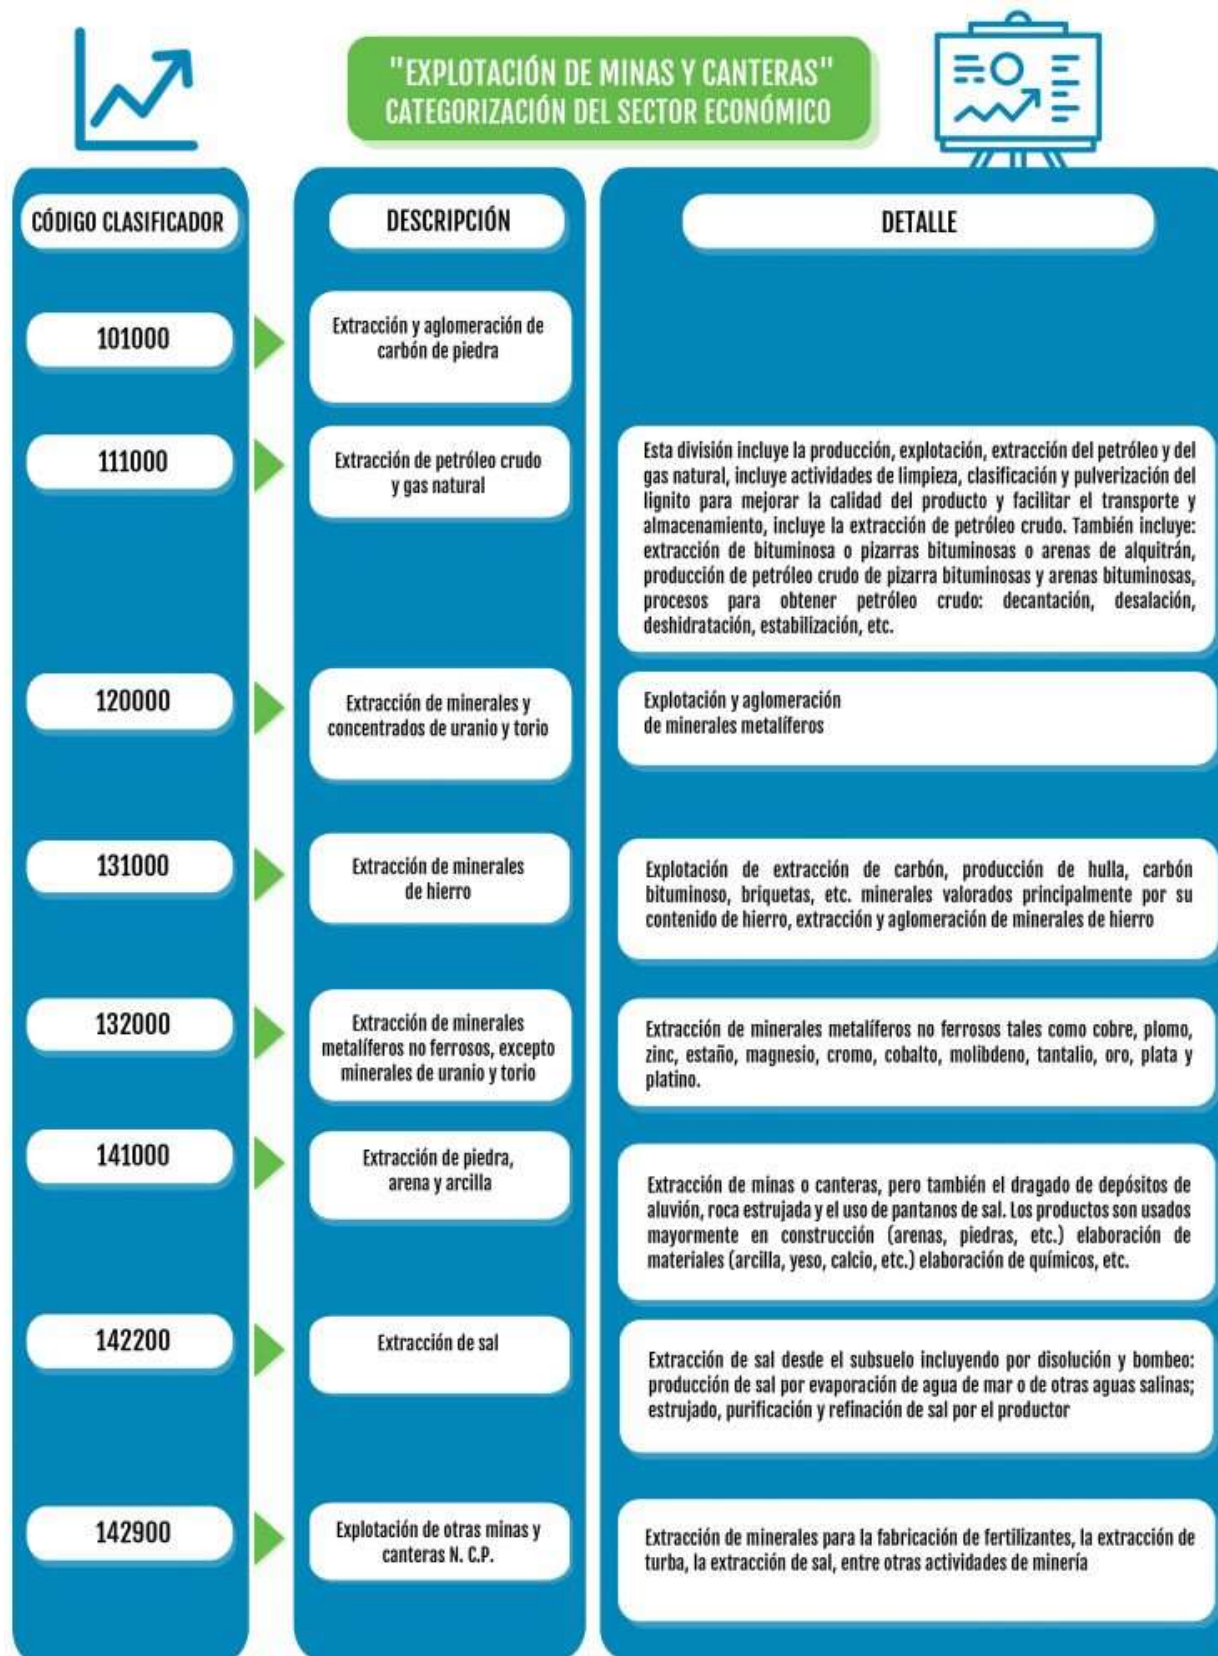 "EXPLOTACIÓN DE MINAS Y CANTERAS"
CATEGORIZACIÓN DEL SECTOR ECONÓMICO
CÓDIGO CLASIFICADOR
DESCRIPCIÓN
DETALLE
101000
Extracción y aglomeración de
carbón de piedra
111000
Extracción de petróleo crudo
y gas natural
Esta división incluye la producción, explotación, extracción del petróleo y del
gas natural, incluye actividades de limpieza, clasificación y pulverización del
lignito para mejorar la calidad del producto y facilitar el transporte y
almacenamiento, incluye la extracción de petróleo crudo. También incluye:
extracción de bituminosa o pizarras bituminosas o arenas de alquitrán,
producción de petróleo crudo de pizarra bituminosas y arenas bituminosas,
procesos para obtener petróleo crudo: decantación, desalación,
deshidratación, estabilización, etc.
120000
Extracción de minerales y
concentrados de uranio y torio
Explotación y aglomeración
de minerales metalíferos
131000
Extracción de minerales
de hierro
Explotación de extracción de carbón, producción de hulla, carbón
bituminoso, briquetas, etc. minerales valorados principalmente por su
contenido de hierro, extracción y aglomeración de minerales de hierro
132000
Extracción de minerales
metalíferos no ferrosos, excepto
minerales de uranio y torio
Extracción de minerales metalíferos no ferrosos tales como cobre, plomo,
zinc, estaño, magnesio, cromo, cobalto, molibdeno, tantalio, oro, plata y
platino.
141000
Extracción de piedra,
arena y arcilla
Extracción de minas o canteras, pero también el dragado de depósitos de
aluvión, roca estrujada y el uso de pantanos de sal. Los productos son usados
mayormente en construcción (arenas, piedras, etc.) elaboración de
materiales (arcilla, yeso, calcio, etc.) elaboración de químicos, etc.
142200
Extracción de sal
Extracción de sal desde el subsuelo incluyendo por disolución y bombeo:
producción de sal por evaporación de agua de mar o de otras aguas salinas;
estrujado, purificación y refinación de sal por el productor
142900
Explotación de otras minas y
canteras N. C.P.
Extracción de minerales para la fabricación de fertilizantes, la extracción de
turba, la extracción de sal, entre otras actividades de minería